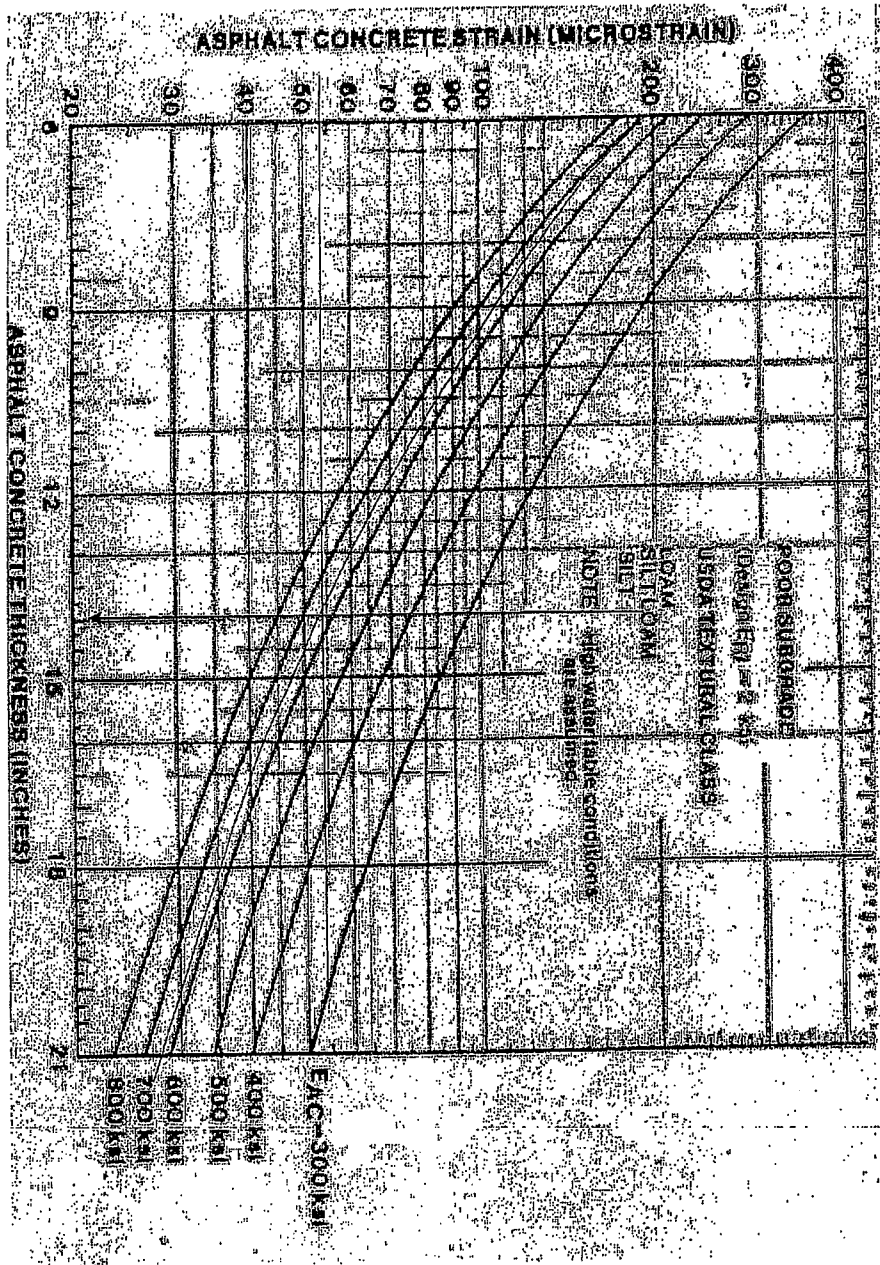 ASPHALT CONCRETE STRAIN (MICROSTRAIN)
400
300
200
100
90
80
70
60
50
40
30
20
6
9
12
15
18
21
ASPHALT CONCRETE THICKNESS (INCHES)
POOR SUBGRADE
USDA TEXTURAL CLASS
LOAM
SILT LOAM
SILT
NOTE: High water table conditions
are assumed.
EAC=300 ksi
400 ksi
500 ksi
600 ksi
700 ksi
800 ksi